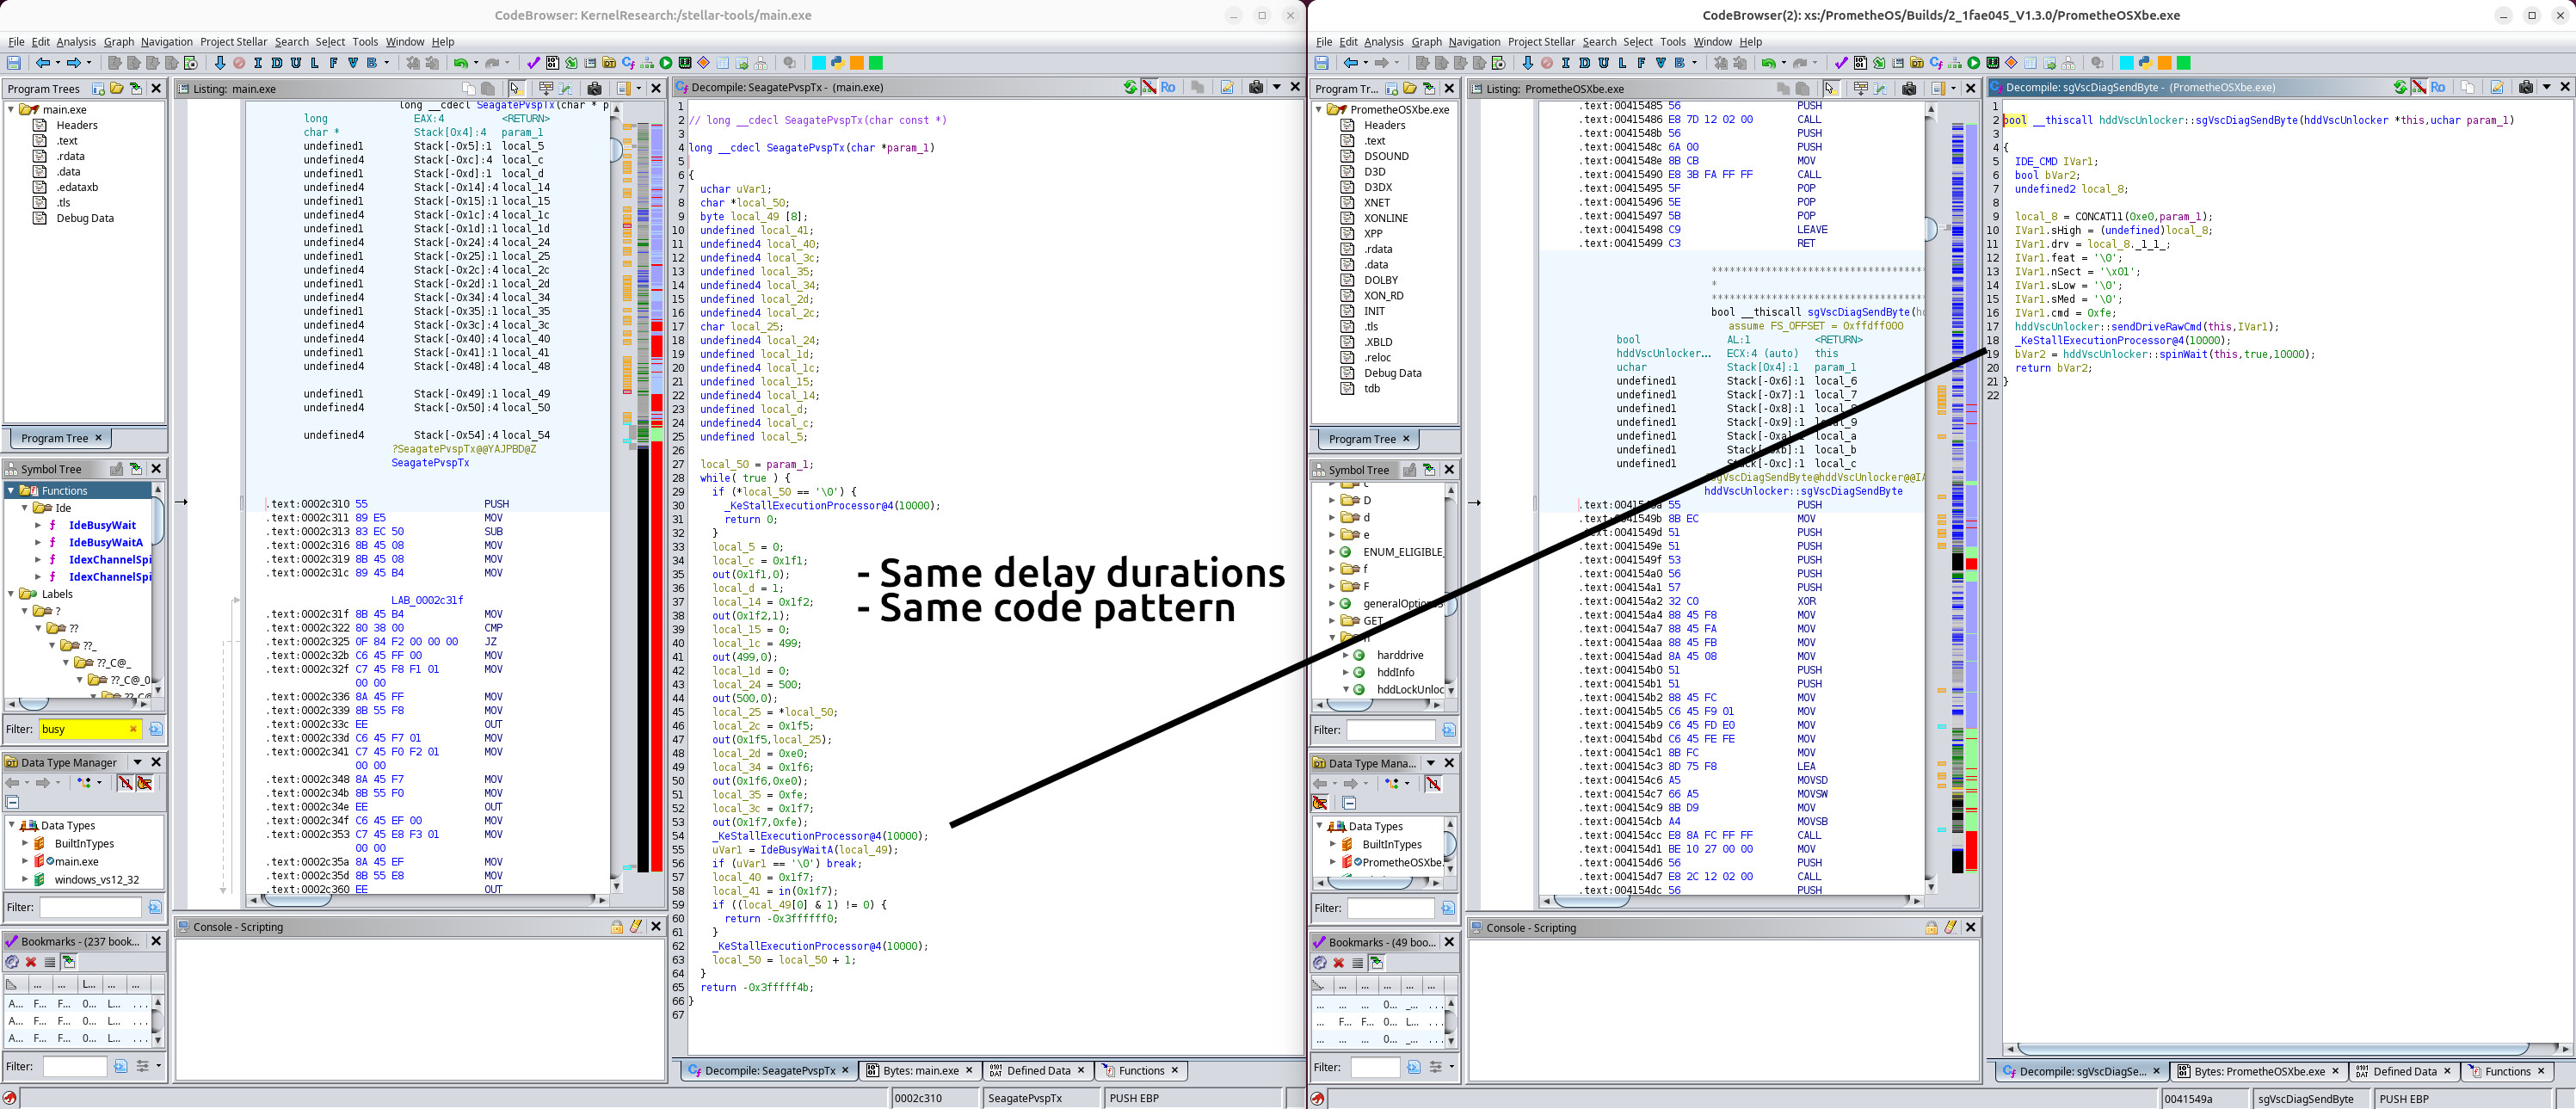 CodeBrowser: KernelResearch:/stellar-tools/main.exe
File Edit Analysis Graph Navigation Project Stellar Search Select Tools Window Help
Program Trees
main.exe
Headers
.text
.rdata
.data
.edataxb
.tls
Debug Data
Program Tree
Symbol Tree
Functions
Ide
IdeBusyWait
IdeBusyWaitA
IdexChannelSpi
IdexChannelSpi
Labels
?
??
??_
??_C@_
??_C@_0
Filter: busy
Data Type Manager
Data Types
BuiltInTypes
main.exe
windows_vs12_32
Filter:
Bookmarks - (237 book...
A... F... F... 0... L... ...
A... F... F... 0... L... ...
A... F... F... 0... L... ...
Filter:
Listing: main.exe
long __cdecl SeagatePvspTx(char * p
long EAX:4 <RETURN>
char * Stack[0x4]:4 param_1
undefined1 Stack[-0x5]:1 local_5
undefined4 Stack[-0xc]:4 local_c
undefined1 Stack[-0xd]:1 local_d
undefined4 Stack[-0x14]:4 local_14
undefined1 Stack[-0x15]:1 local_15
undefined4 Stack[-0x1c]:4 local_1c
undefined1 Stack[-0x1d]:1 local_1d
undefined4 Stack[-0x24]:4 local_24
undefined1 Stack[-0x25]:1 local_25
undefined4 Stack[-0x2c]:4 local_2c
undefined1 Stack[-0x2d]:1 local_2d
undefined4 Stack[-0x34]:4 local_34
undefined1 Stack[-0x35]:1 local_35
undefined4 Stack[-0x3c]:4 local_3c
undefined4 Stack[-0x40]:4 local_40
undefined1 Stack[-0x41]:1 local_41
undefined4 Stack[-0x48]:4 local_48
undefined1 Stack[-0x49]:1 local_49
undefined4 Stack[-0x50]:4 local_50
undefined4 Stack[-0x54]:4 local_54
?SeagatePvspTx@@YAJPBD@Z
SeagatePvspTx
.text:0002c310 55 PUSH
.text:0002c311 89 E5 MOV
.text:0002c313 83 EC 50 SUB
.text:0002c316 8B 45 08 MOV
.text:0002c319 8B 45 08 MOV
.text:0002c31c 89 45 B4 MOV
LAB_0002c31f
.text:0002c31f 8B 45 B4 MOV
.text:0002c322 80 38 00 CMP
.text:0002c325 0F 84 F2 00 00 00 JZ
.text:0002c32b C6 45 FF 00 MOV
.text:0002c32f C7 45 F8 F1 01 MOV
00 00
.text:0002c336 8A 45 FF MOV
.text:0002c339 8B 55 F8 MOV
.text:0002c33c EE OUT
.text:0002c33d C6 45 F7 01 MOV
.text:0002c341 C7 45 F0 F2 01 MOV
00 00
.text:0002c348 8A 45 F7 MOV
.text:0002c34b 8B 55 F0 MOV
.text:0002c34e EE OUT
.text:0002c34f C6 45 EF 00 MOV
.text:0002c353 C7 45 E8 F3 01 MOV
00 00
.text:0002c35a 8A 45 EF MOV
.text:0002c35d 8B 55 E8 MOV
.text:0002c360 EE OUT
Console - Scripting
Decompile: SeagatePvspTx - (main.exe)
1
2 // long __cdecl SeagatePvspTx(char const *)
3
4 long __cdecl SeagatePvspTx(char *param_1)
5
6 {
7 uchar uVar1;
8 char *local_50;
9 byte local_49 [8];
10 undefined local_41;
11 undefined4 local_40;
12 undefined4 local_3c;
13 undefined local_35;
14 undefined4 local_34;
15 undefined local_2d;
16 undefined4 local_2c;
17 char local_25;
18 undefined4 local_24;
19 undefined local_1d;
20 undefined4 local_1c;
21 undefined local_15;
22 undefined4 local_14;
23 undefined local_d;
24 undefined4 local_c;
25 undefined local_5;
26
27 local_50 = param_1;
28 while( true ) {
29 if (*local_50 == '\0') {
30 _KeStallExecutionProcessor@4(10000);
31 return 0;
32 }
33 local_5 = 0;
34 local_c = 0x1f1;
35 out(0x1f1,0);
36 local_d = 1;
37 local_14 = 0x1f2;
38 out(0x1f2,1);
39 local_15 = 0;
40 local_1c = 499;
41 out(499,0);
42 local_1d = 0;
43 local_24 = 500;
44 out(500,0);
45 local_25 = *local_50;
46 local_2c = 0x1f5;
47 out(0x1f5,local_25);
48 local_2d = 0xe0;
49 local_34 = 0x1f6;
50 out(0x1f6,0xe0);
51 local_35 = 0xfe;
52 local_3c = 0x1f7;
53 out(0x1f7,0xfe);
54 _KeStallExecutionProcessor@4(10000);
55 uVar1 = IdeBusyWaitA(local_49);
56 if (uVar1 == '\0') break;
57 local_40 = 0x1f7;
58 local_41 = in(0x1f7);
59 if ((local_49[0] & 1) != 0) {
60 return -0x3ffffff0;
61 }
62 _KeStallExecutionProcessor@4(10000);
63 local_50 = local_50 + 1;
64 }
65 return -0x3fffff4b;
66 }
67
- Same delay durations
- Same code pattern
Decompile: SeagatePvspTx Bytes: main.exe Defined Data Functions
0002c310 SeagatePvspTx PUSH EBP
CodeBrowser(2): xs:/PrometheOS/Builds/2_1fae045_V1.3.0/PrometheOSXbe.exe
File Edit Analysis Graph Navigation Project Stellar Search Select Tools Window Help
Program Tr...
PrometheOSXbe.exe
Headers
.text
DSOUND
D3D
D3DX
XNET
XONLINE
XPP
.rdata
.data
DOLBY
XON_RD
INIT
.tls
.XBLD
.reloc
Debug Data
tdb
Program Tree
Symbol Tree
D
d
e
ENUM_ELIGIBLE_
f
F
generalOptions
GET
harddrive
hddInfo
hddLockUnloc
Filter:
Data Type Mana...
Data Types
BuiltInTypes
PrometheOSXbe.
Filter:
Bookmarks - (49 boo...
Filter:
Listing: PrometheOSXbe.exe
.text:00415485 56 PUSH
.text:00415486 E8 7D 12 02 00 CALL
.text:0041548b 56 PUSH
.text:0041548c 6A 00 PUSH
.text:0041548e 8B CB MOV
.text:00415490 E8 3B FA FF FF CALL
.text:00415495 5F POP
.text:00415496 5E POP
.text:00415497 5B POP
.text:00415498 C9 LEAVE
.text:00415499 C3 RET
bool __thiscall sgVscDiagSendByte(h
assume FS_OFFSET = 0xffdff000
bool AL:1 <RETURN>
hddVscUnlocker... ECX:4 (auto) this
uchar Stack[0x4]:1 param_1
undefined1 Stack[-0x6]:1 local_6
undefined1 Stack[-0x7]:1 local_7
undefined1 Stack[-0x8]:1 local_8
undefined1 Stack[-0x9]:1 local_9
undefined1 local_a
undefined1 local_b
undefined1 Stack[-0xc]:1 local_c
sgVscDiagSendByte@hddVscUnlocker@@IA
hddVscUnlocker::sgVscDiagSendByte
.text:0041549a 55 PUSH
.text:0041549b 8B EC MOV
.text:0041549d 51 PUSH
.text:0041549e 51 PUSH
.text:0041549f 53 PUSH
.text:004154a0 56 PUSH
.text:004154a1 57 PUSH
.text:004154a2 32 C0 XOR
.text:004154a4 88 45 F8 MOV
.text:004154a7 88 45 FA MOV
.text:004154aa 88 45 FB MOV
.text:004154ad 8A 45 08 MOV
.text:004154b0 51 PUSH
.text:004154b1 51 PUSH
.text:004154b2 88 45 FC MOV
.text:004154b5 C6 45 F9 01 MOV
.text:004154b9 C6 45 FD E0 MOV
.text:004154bd C6 45 FE FE MOV
.text:004154c1 8B FC MOV
.text:004154c3 8D 75 F8 LEA
.text:004154c6 A5 MOVSD
.text:004154c7 66 A5 MOVSW
.text:004154c9 8B D9 MOV
.text:004154cb A4 MOVSB
.text:004154cc E8 8A FC FF FF CALL
.text:004154d1 BE 10 27 00 00 MOV
.text:004154d6 56 PUSH
.text:004154d7 E8 2C 12 02 00 CALL
.text:004154dc 56 PUSH
Console - Scripting
Decompile: sgVscDiagSendByte - (PrometheOSXbe.exe)
1
2 bool __thiscall hddVscUnlocker::sgVscDiagSendByte(hddVscUnlocker *this,uchar param_1)
3
4 {
5 IDE_CMD IVar1;
6 bool bVar2;
7 undefined2 local_8;
8
9 local_8 = CONCAT11(0xe0,param_1);
10 IVar1.sHigh = (undefined)local_8;
11 IVar1.drv = local_8._1_1_;
12 IVar1.feat = '\0';
13 IVar1.nSect = '\x01';
14 IVar1.sLow = '\0';
15 IVar1.sMed = '\0';
16 IVar1.cmd = 0xfe;
17 hddVscUnlocker::sendDriveRawCmd(this,IVar1);
18 _KeStallExecutionProcessor@4(10000);
19 bVar2 = hddVscUnlocker::spinWait(this,true,10000);
20 return bVar2;
21 }
22
Decompile: sgVscDiagSe... Bytes: PrometheOSXbe.exe Defined Data Functions
0041549a sgVscDiagSendByte PUSH EBP